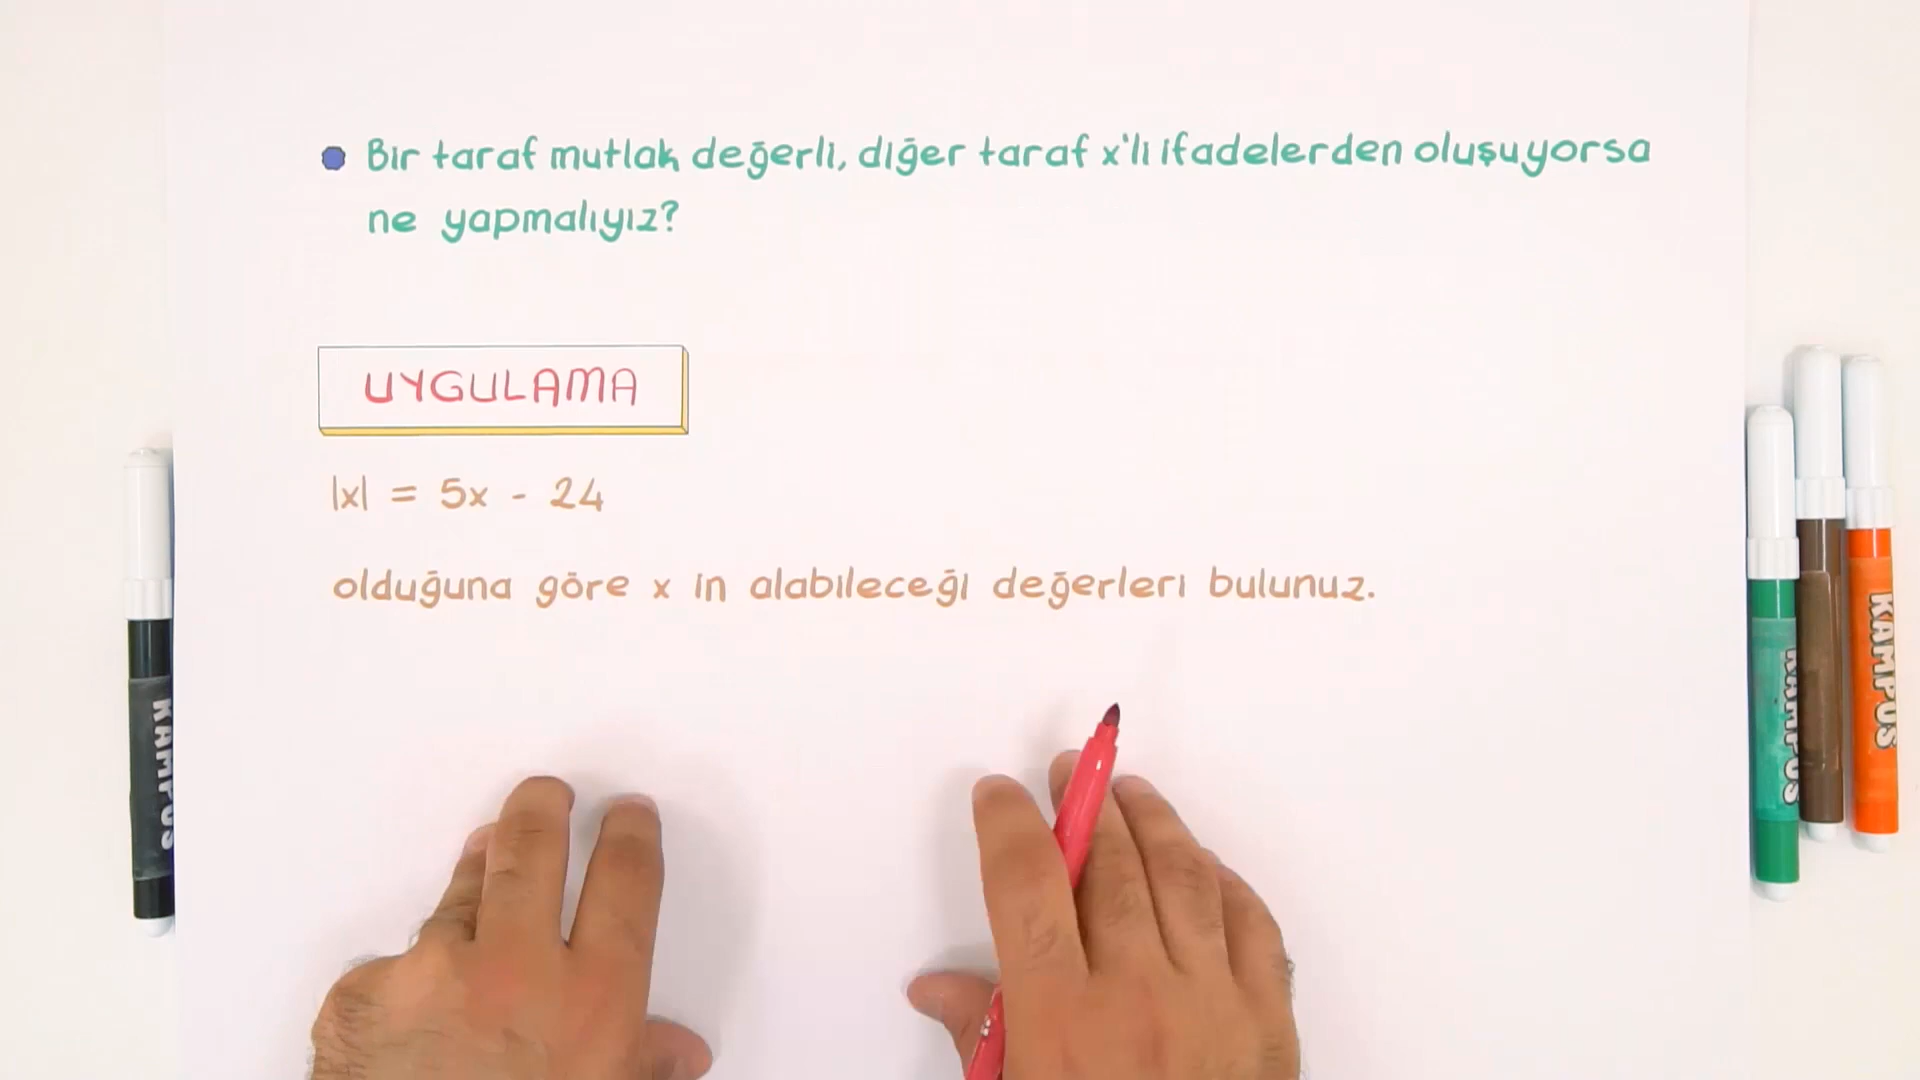 Bir taraf mutlak değerli, diğer taraf x'li ifadelerden oluşuyorsa
ne yapmalıyız?
UYGULAMA
|x| = 5x - 24
olduğuna göre x in alabileceği değerleri bulunuz.
KAMPUS
KAMPUS
KAMPUS